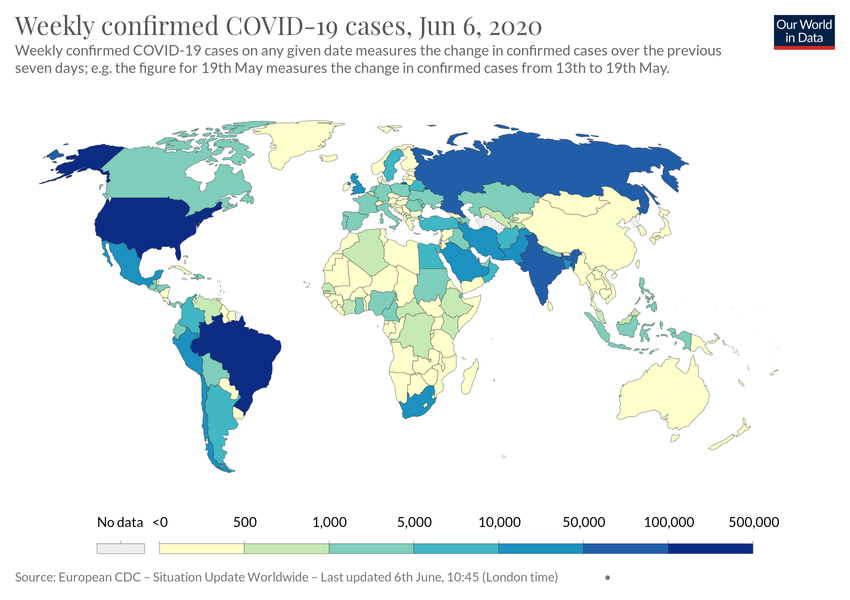 Weekly confirmed COVID-19 cases, Jun 6, 2020
Our World
in Data
Weekly confirmed COVID-19 cases on any given date measures the change in confirmed cases over the previous
seven days; e.g. the figure for 19th May measures the change in confirmed cases from 13th to 19th May.
No data <0 500 1,000 5,000 10,000 50,000 100,000 500,000
Source: European CDC – Situation Update Worldwide – Last updated 6th June, 10:45 (London time) •